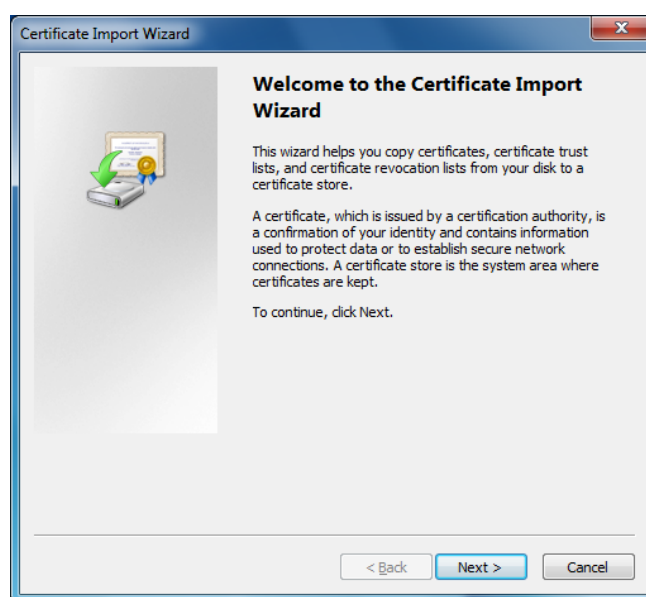 Certificate Import Wizard
Welcome to the Certificate Import
Wizard
This wizard helps you copy certificates, certificate trust
lists, and certificate revocation lists from your disk to a
certificate store.
A certificate, which is issued by a certification authority, is
a confirmation of your identity and contains information
used to protect data or to establish secure network
connections. A certificate store is the system area where
certificates are kept.
To continue, click Next.
< Back Next > Cancel